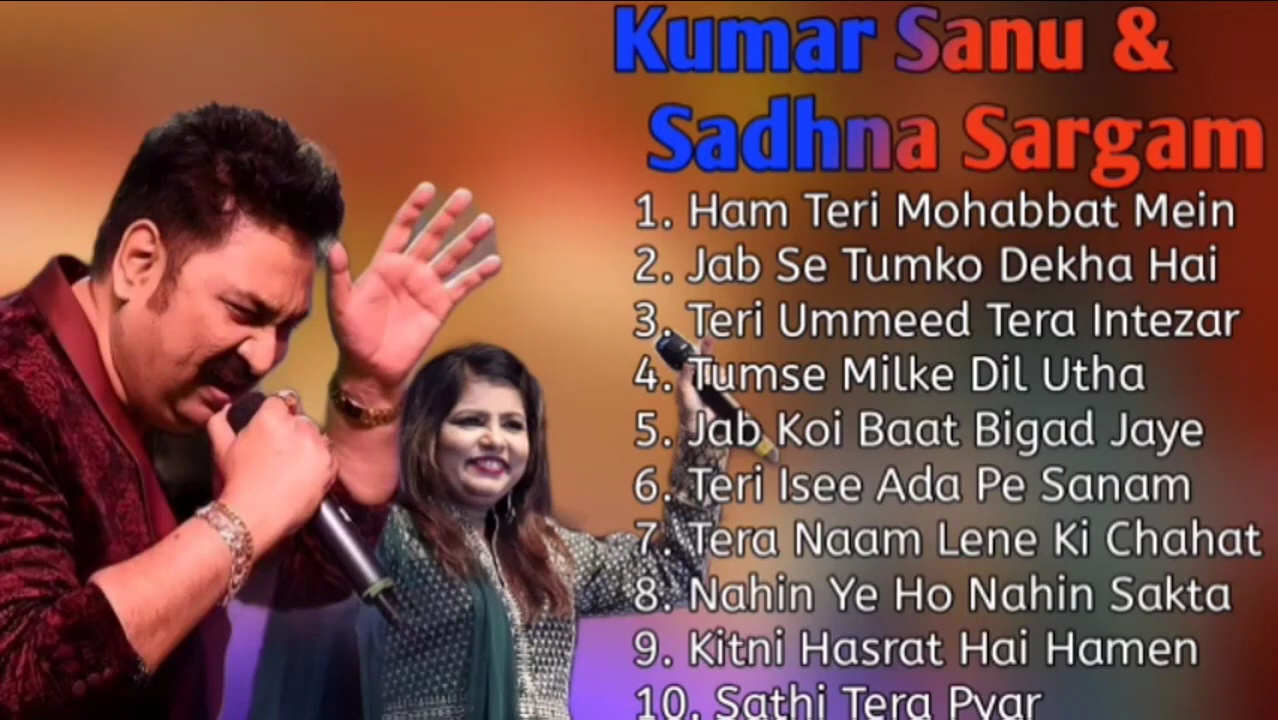 Kumar Sanu &
Sadhna Sargam
1. Ham Teri Mohabbat Mein
2. Jab Se Tumko Dekha Hai
3. Teri Ummeed Tera Intezar
4. Tumse Milke Dil Utha
5. Jab Koi Baat Bigad Jaye
6. Teri Isee Ada Pe Sanam
7. Tera Naam Lene Ki Chahat
8. Nahin Ye Ho Nahin Sakta
9. Kitni Hasrat Hai Hamen
10. Sathi Tera Pyar